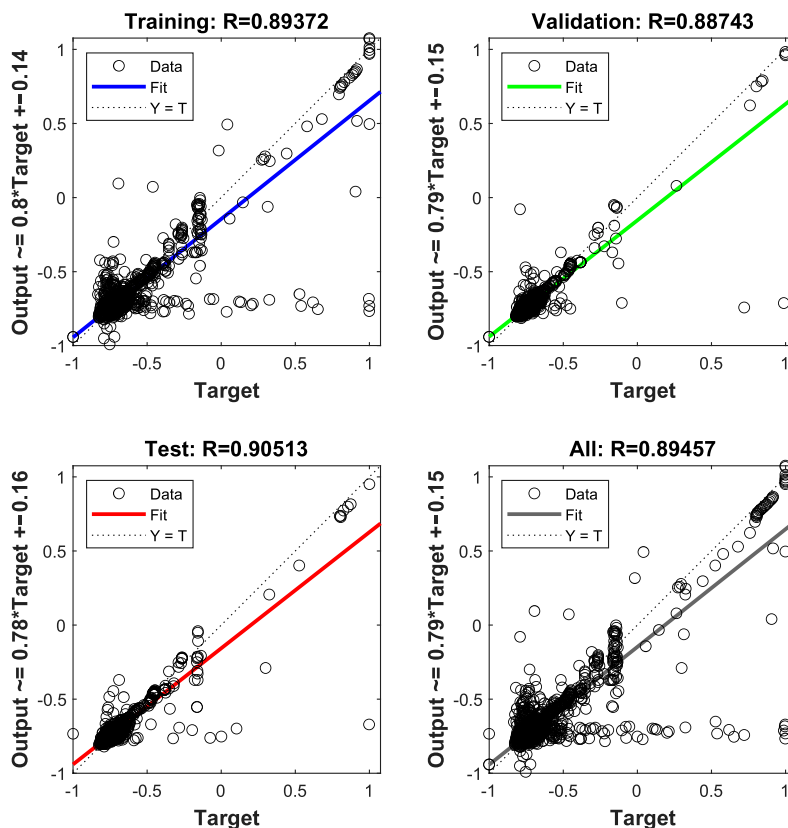 Training: R=0.89372
Output ~= 0.8*Target +-0.14
1
0.5
0
-0.5
-1
Data
Fit
Y = T
-1 -0.5 0 0.5 1
Target
Validation: R=0.88743
Output ~= 0.79*Target +-0.15
1
0.5
0
-0.5
-1
Data
Fit
Y = T
-1 -0.5 0 0.5 1
Target
Test: R=0.90513
Output ~= 0.78*Target +-0.16
1
0.5
0
-0.5
-1
Data
Fit
Y = T
-1 -0.5 0 0.5 1
Target
All: R=0.89457
Output ~= 0.79*Target +-0.15
1
0.5
0
-0.5
-1
Data
Fit
Y = T
-1 -0.5 0 0.5 1
Target